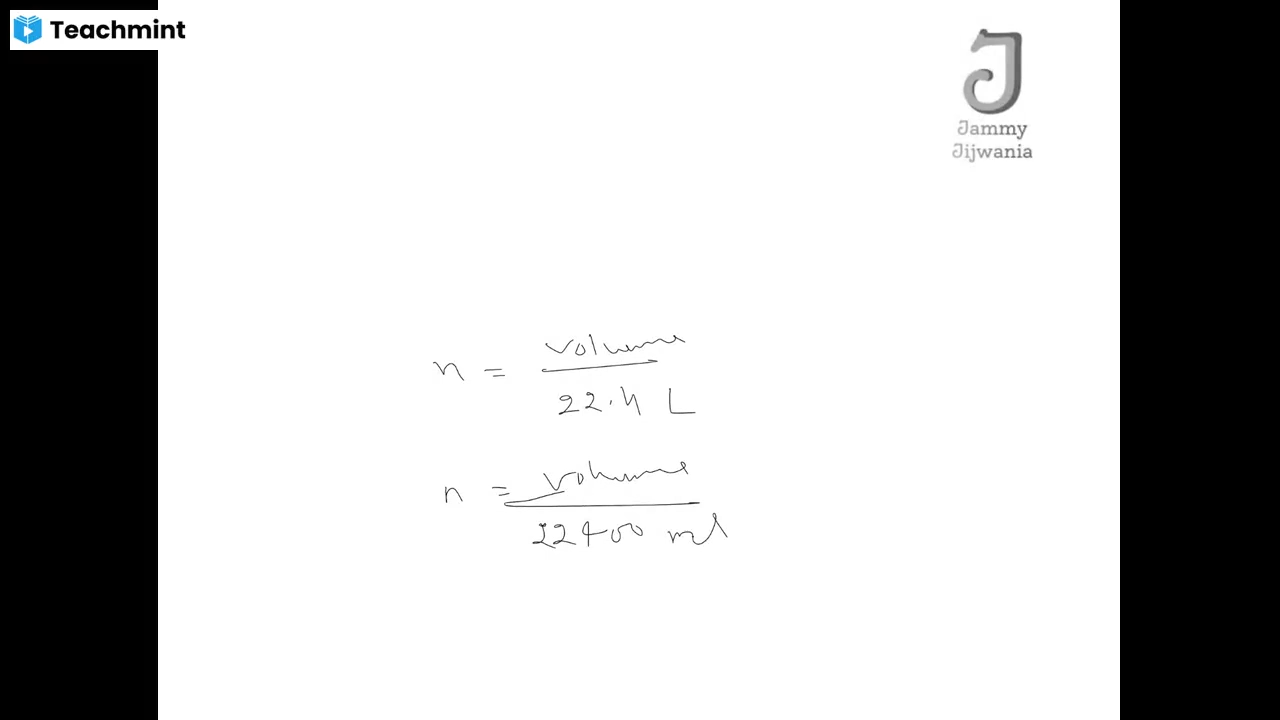 Teachmint
J
Jammy
Jijwania
n = volume
22.4 L
n = volume
22400 ml